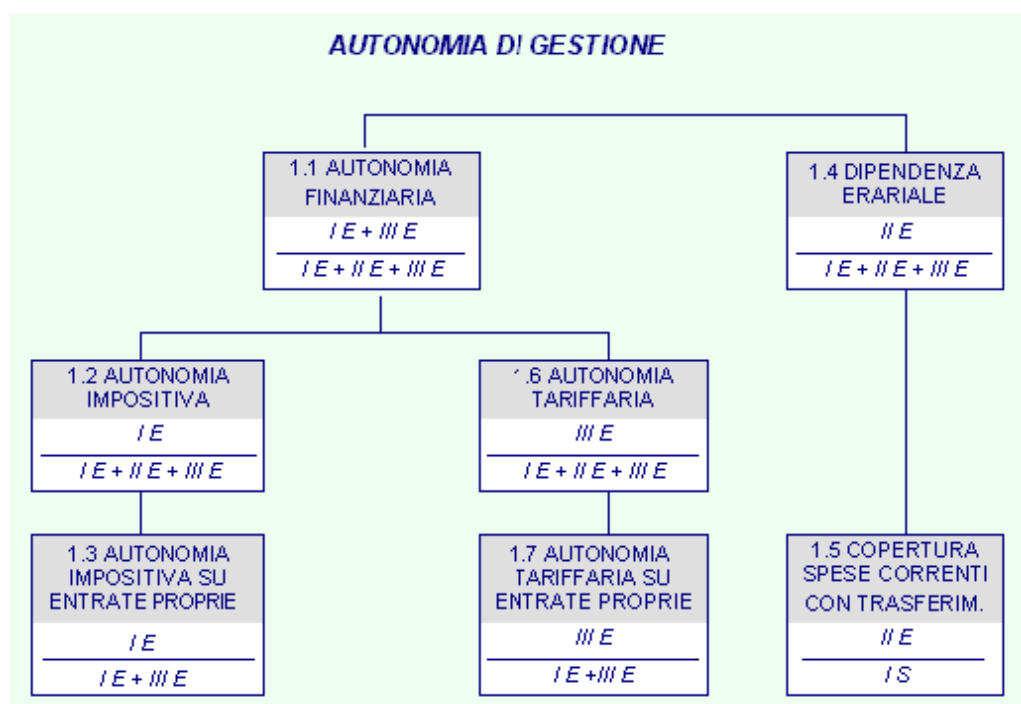 AUTONOMIA DI GESTIONE
1.1 AUTONOMIA
FINANZIARIA
I E + III E
I E + II E + III E
1.4 DIPENDENZA
ERARIALE
II E
I E + II E + III E
1.2 AUTONOMIA
IMPOSITIVA
I E
I E + II E + III E
1.6 AUTONOMIA
TARIFFARIA
III E
I E + II E + III E
1.3 AUTONOMIA
IMPOSITIVA SU
ENTRATE PROPRIE
I E
I E + III E
1.7 AUTONOMIA
TARIFFARIA SU
ENTRATE PROPRIE
III E
I E +III E
1.5 COPERTURA
SPESE CORRENTI
CON TRASFERIM.
II E
I S